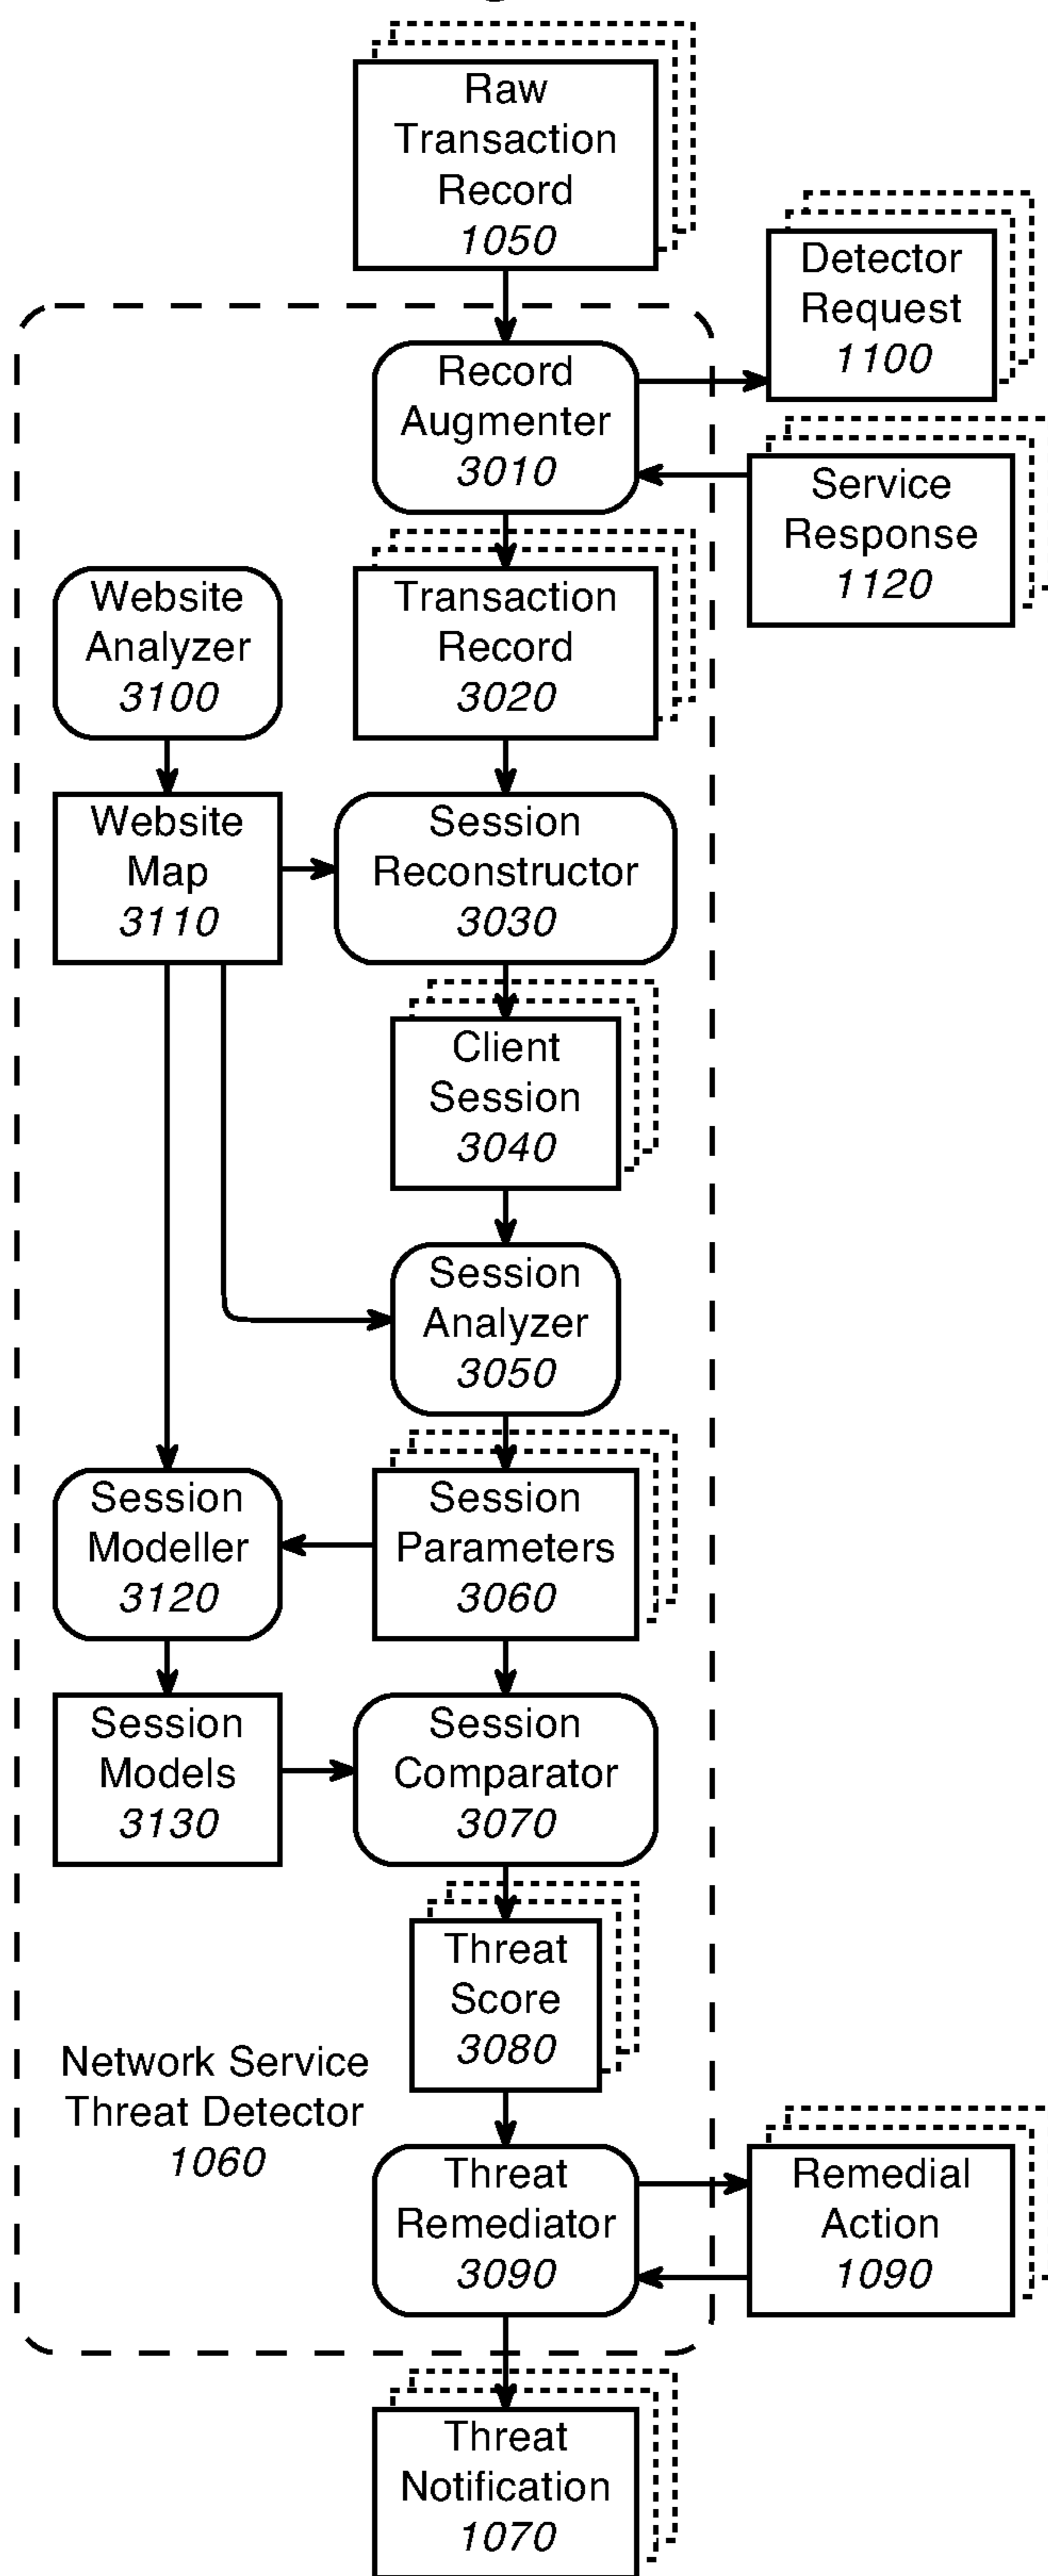 Raw
Transaction
Record
1050
Detector
Request
1100
Record
Augmenter
3010
Service
Response
1120
Website
Analyzer
3100
Transaction
Record
3020
Website
Map
3110
Session
Reconstructor
3030
Client
Session
3040
Session
Analyzer
3050
Session
Modeller
3120
Session
Parameters
3060
Session
Models
3130
Session
Comparator
3070
Threat
Score
3080
Network Service
Threat Detector
1060
Threat
Remediator
3090
Remedial
Action
1090
Threat
Notification
1070